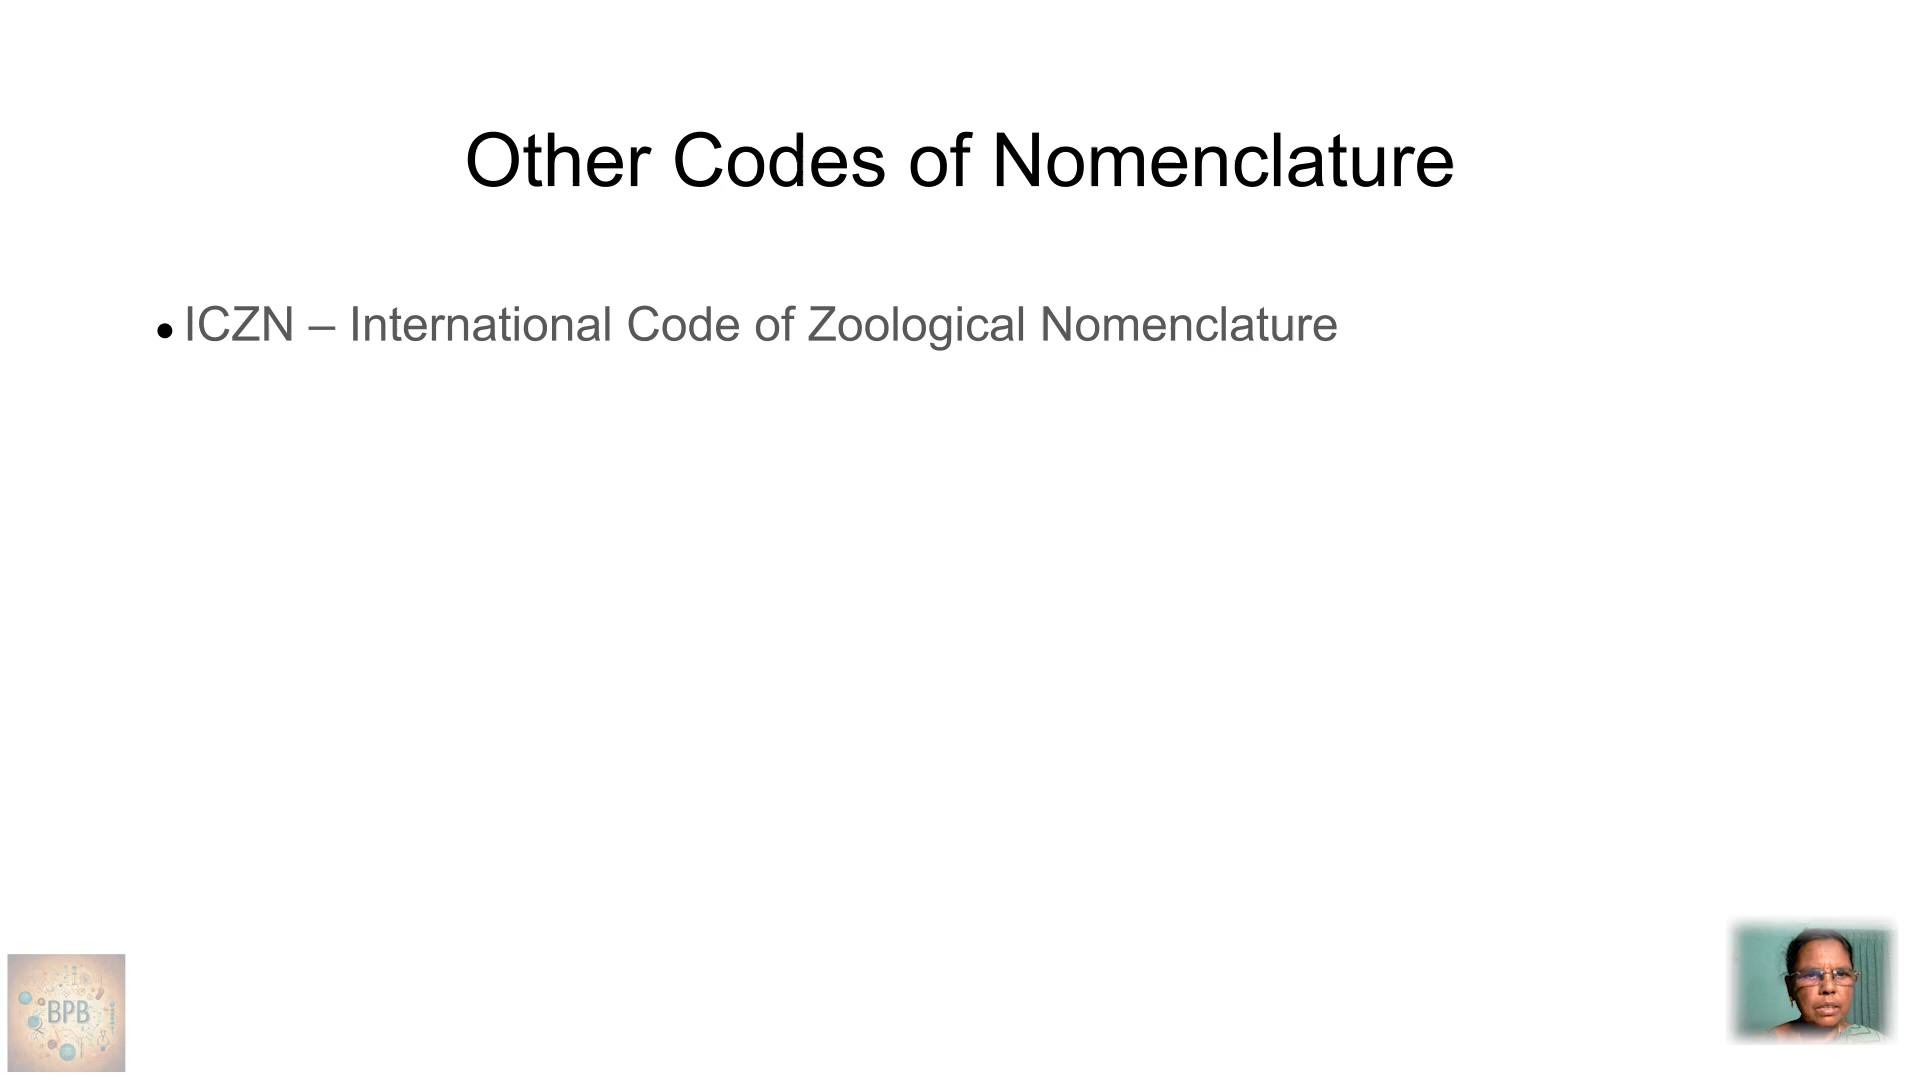 Other Codes of Nomenclature
● ICZN – International Code of Zoological Nomenclature
BPB